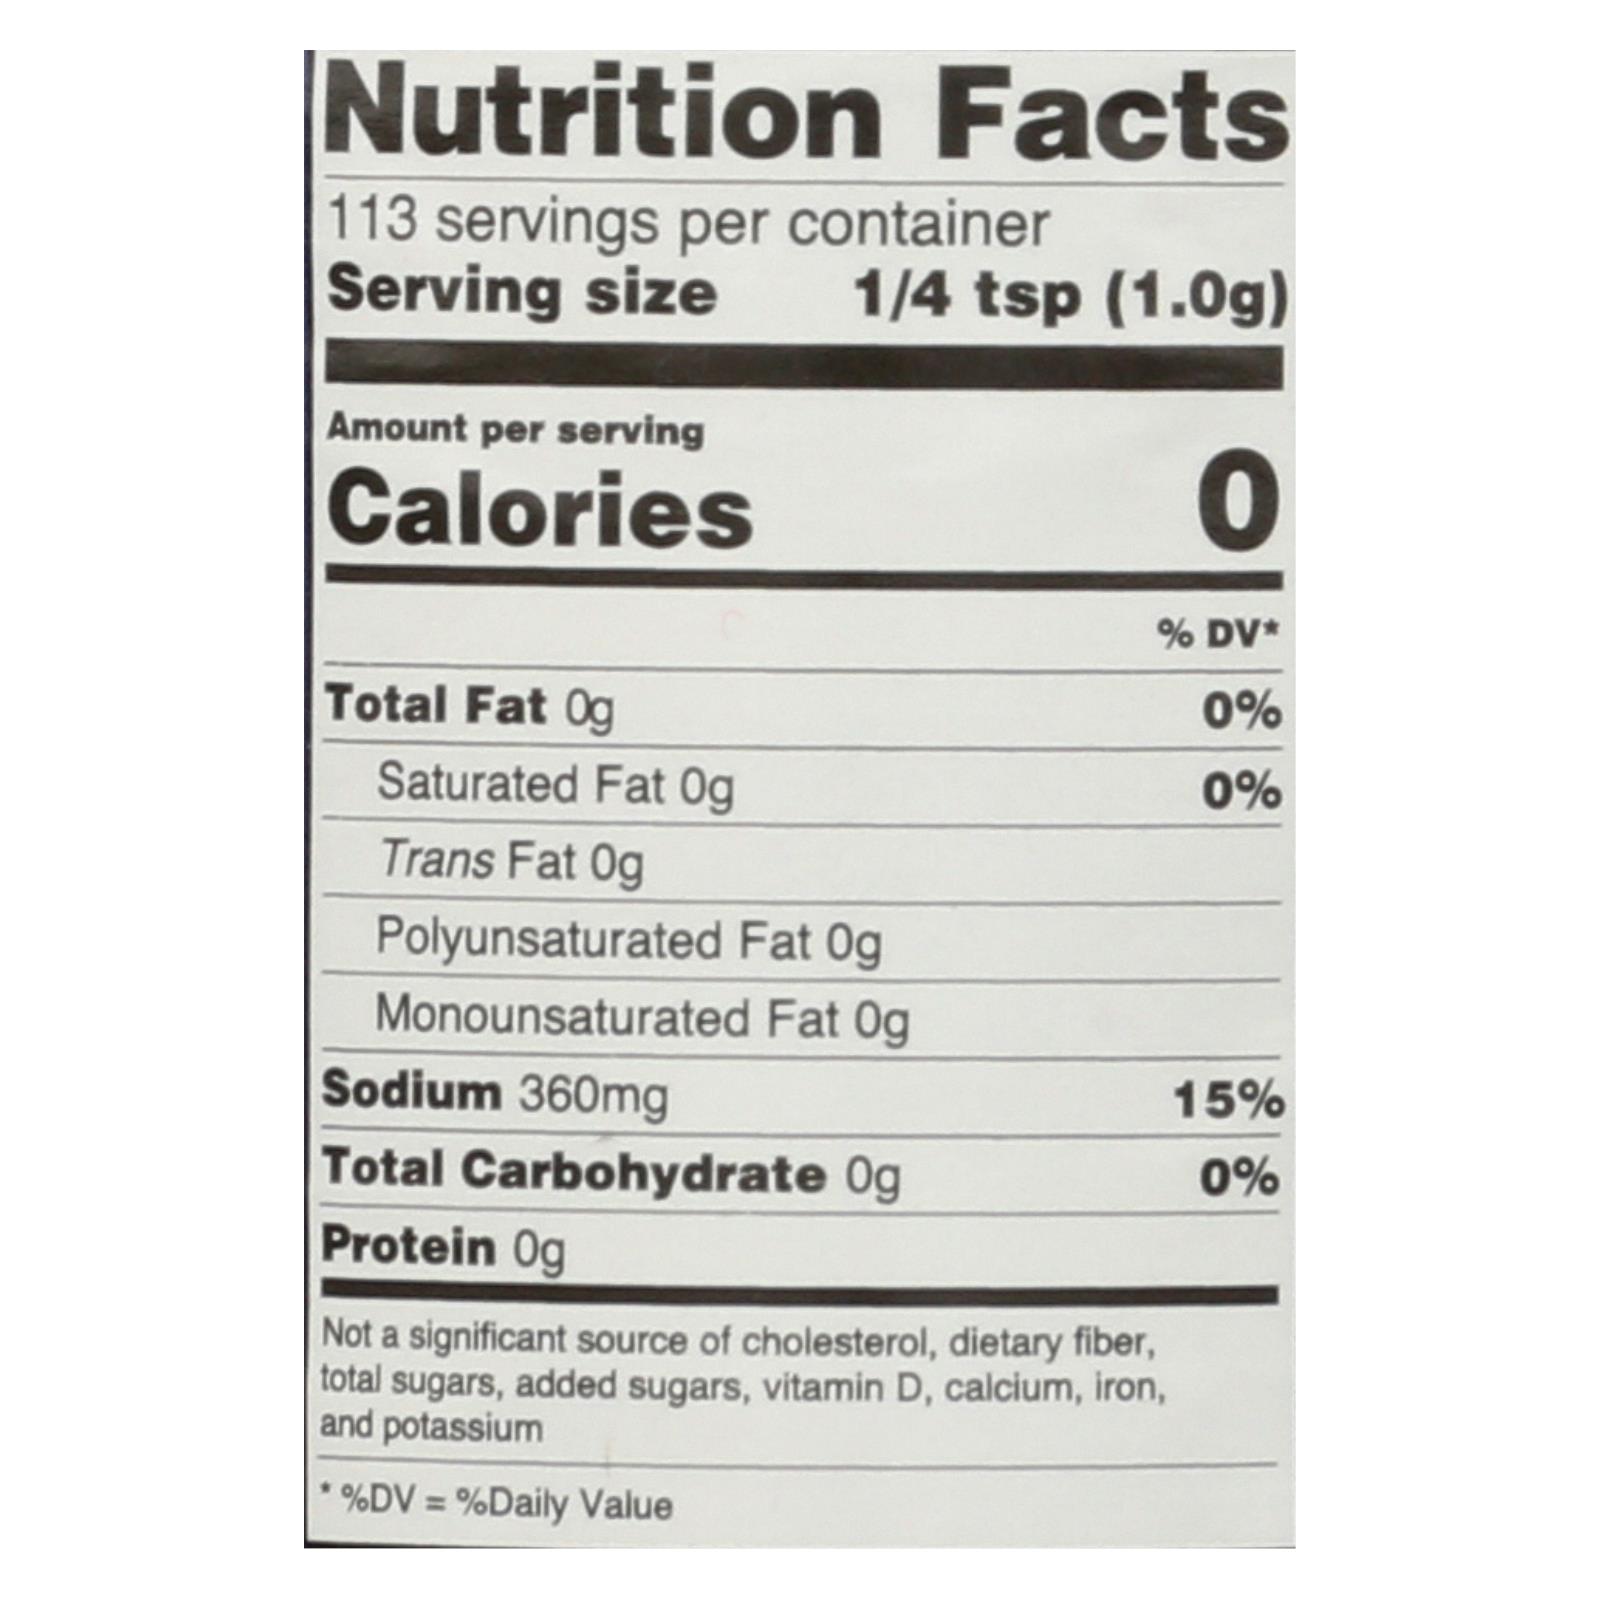 Nutrition Facts
113 servings per container
Serving size 1/4 tsp (1.0g)
Amount per serving
Calories 0
% DV*
Total Fat 0g 0%
Saturated Fat 0g 0%
Trans Fat 0g
Polyunsaturated Fat 0g
Monounsaturated Fat 0g
Sodium 360mg 15%
Total Carbohydrate 0g 0%
Protein 0g
Not a significant source of cholesterol, dietary fiber,
total sugars, added sugars, vitamin D, calcium, iron,
and potassium
* %DV = %Daily Value